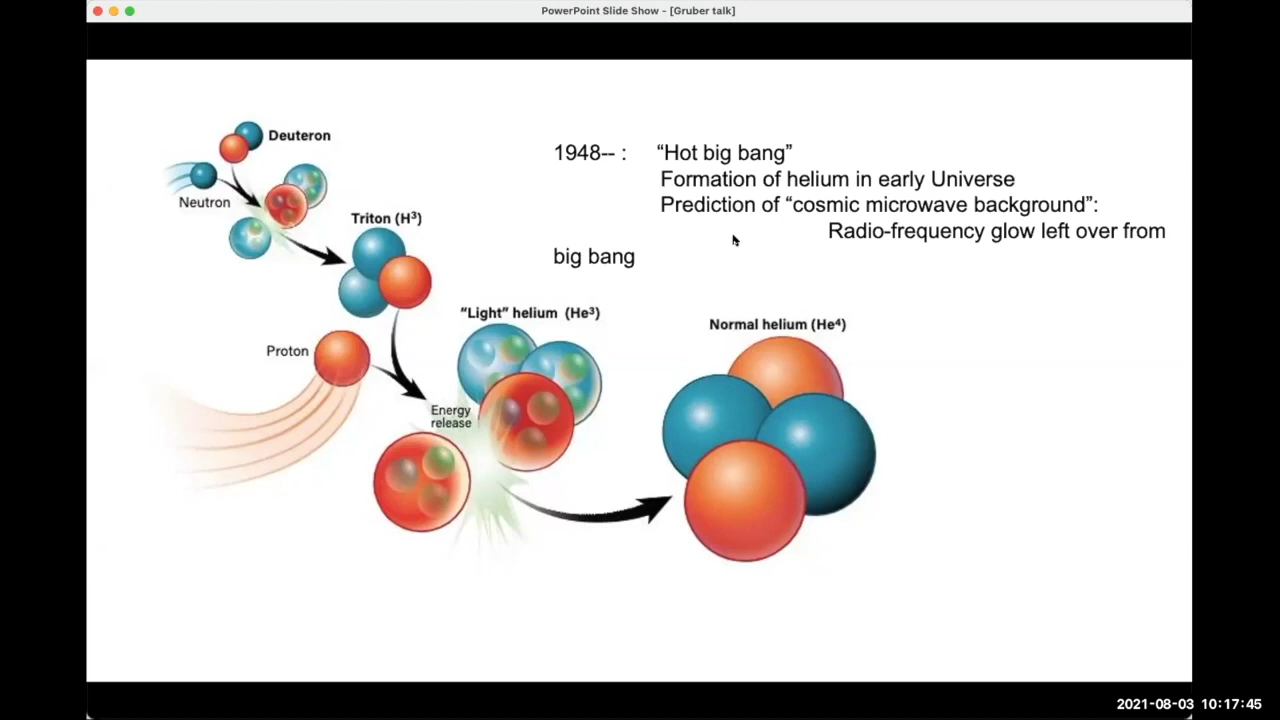 PowerPoint Slide Show - [Gruber talk]
Deuteron
Neutron
Triton (H³)
1948-- : “Hot big bang”
Formation of helium in early Universe
Prediction of “cosmic microwave background”:
Radio-frequency glow left over from
big bang
“Light” helium (He³)
Normal helium (He⁴)
Proton
Energy
release
2021-08-03 10:17:45